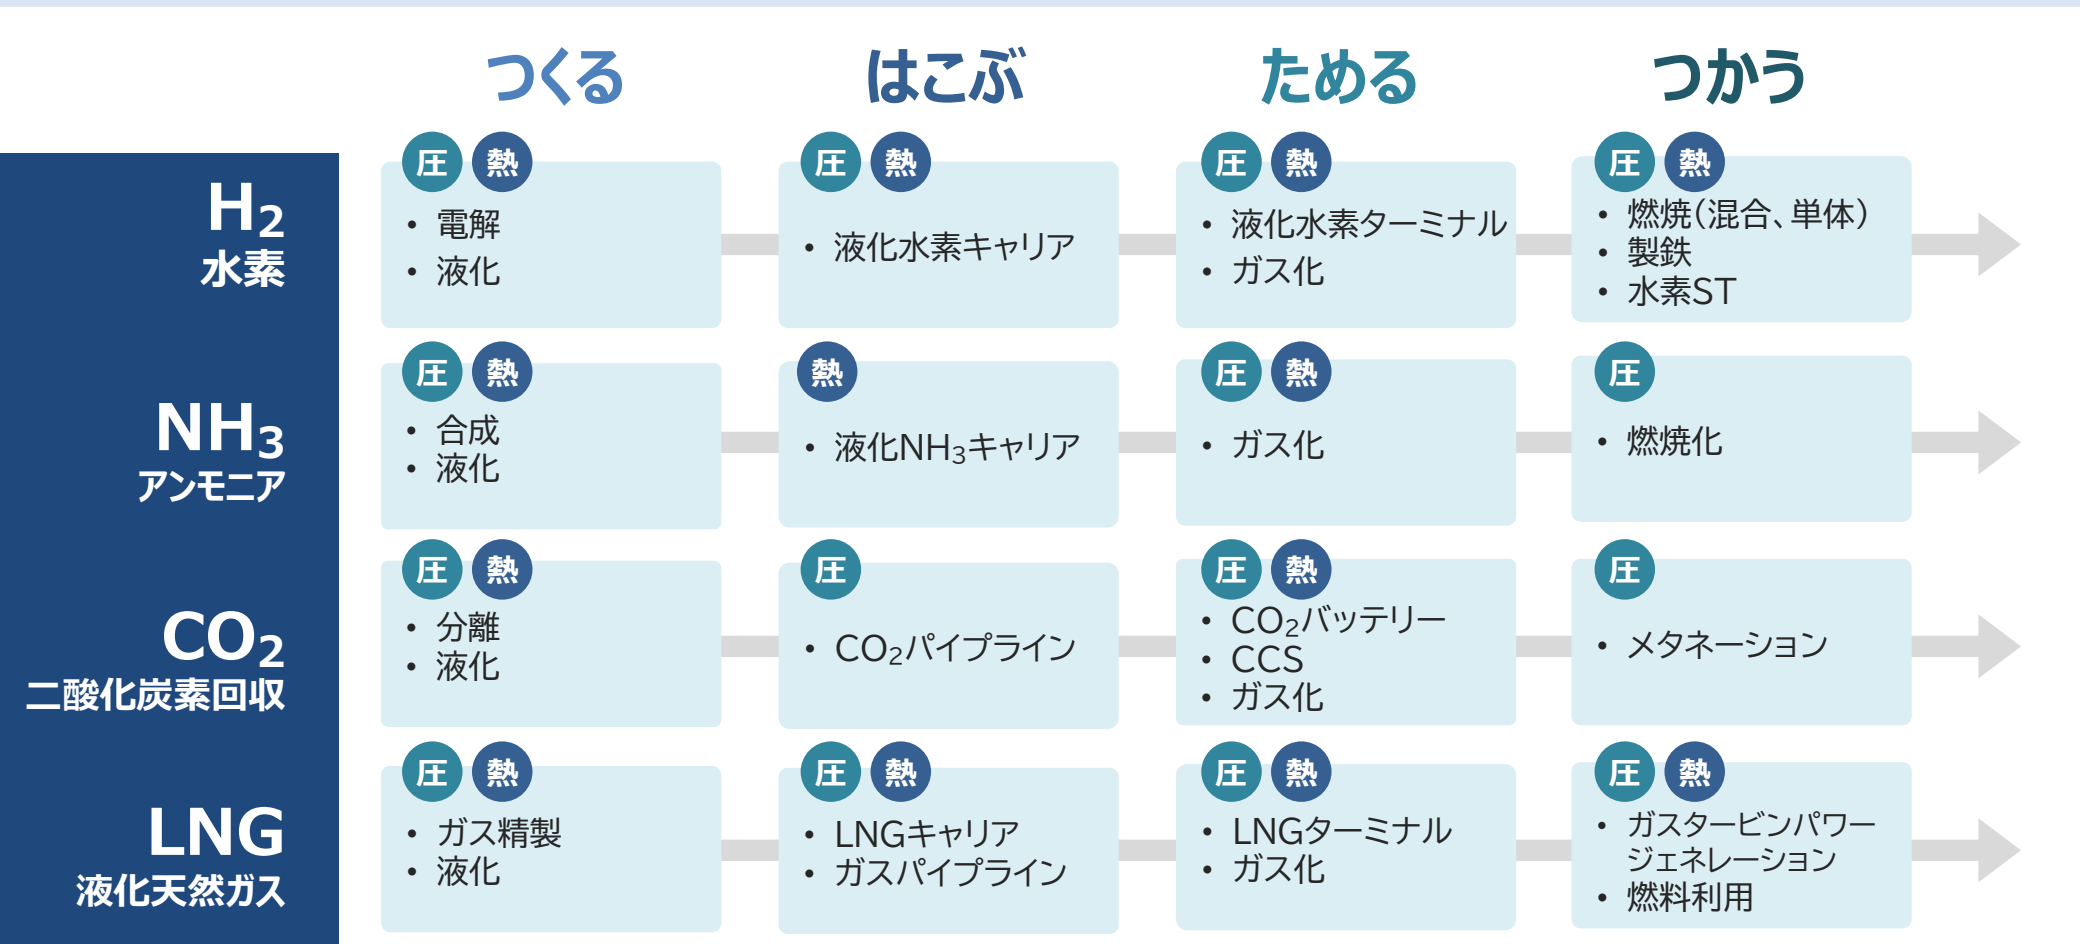 つくる
はこぶ
ためる
つかう
H₂
水素
圧 熱
• 電解
• 液化
圧 熱
• 液化水素キャリア
圧 熱
• 液化水素ターミナル
• ガス化
圧 熱
• 燃焼(混合、単体)
• 製鉄
• 水素ST
NH₃
アンモニア
圧 熱
• 合成
• 液化
熱
• 液化NH₃キャリア
圧 熱
• ガス化
圧
• 燃焼化
CO₂
二酸化炭素回収
圧 熱
• 分離
• 液化
圧
• CO₂パイプライン
圧 熱
• CO₂バッテリー
• CCS
• ガス化
圧
• メタネーション
LNG
液化天然ガス
圧 熱
• ガス精製
• 液化
圧 熱
• LNGキャリア
• ガスパイプライン
圧 熱
• LNGターミナル
• ガス化
圧 熱
• ガスタービンパワー
ジェネレーション
• 燃料利用